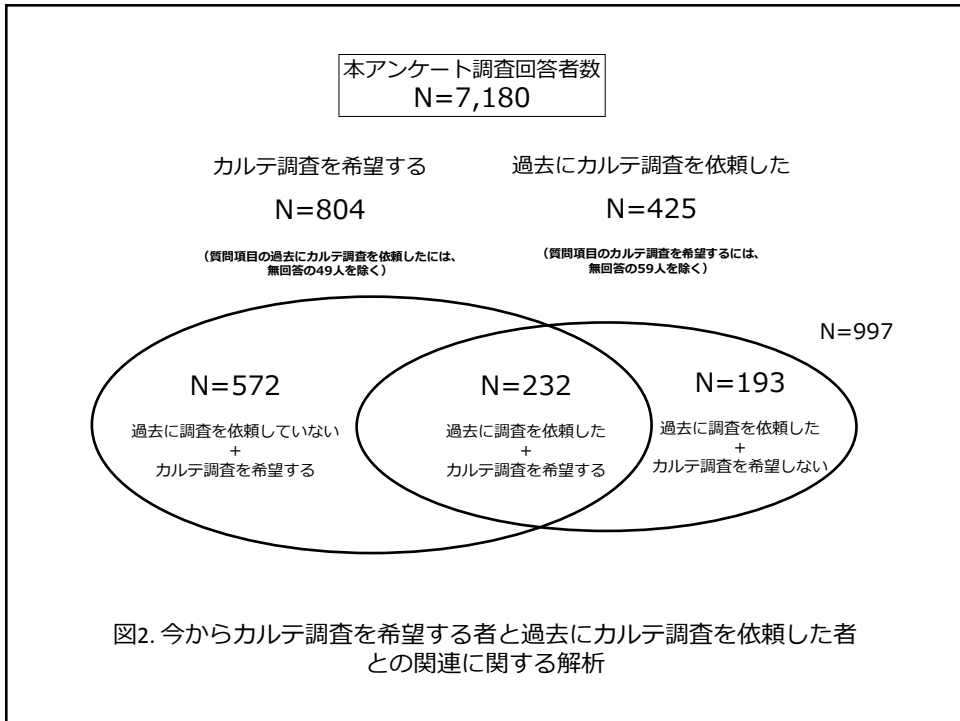 本アンケート調査回答者数
N=7,180
カルテ調査を希望する
N=804
（質問項目の過去にカルテ調査を依頼したには、
無回答の49人を除く）
過去にカルテ調査を依頼した
N=425
（質問項目のカルテ調査を希望するには、
無回答の59人を除く）
N=997
N=572
過去に調査を依頼していない
+
カルテ調査を希望する
N=232
過去に調査を依頼した
+
カルテ調査を希望する
N=193
過去に調査を依頼した
+
カルテ調査を希望しない
図2. 今からカルテ調査を希望する者と過去にカルテ調査を依頼した者
との関連に関する解析